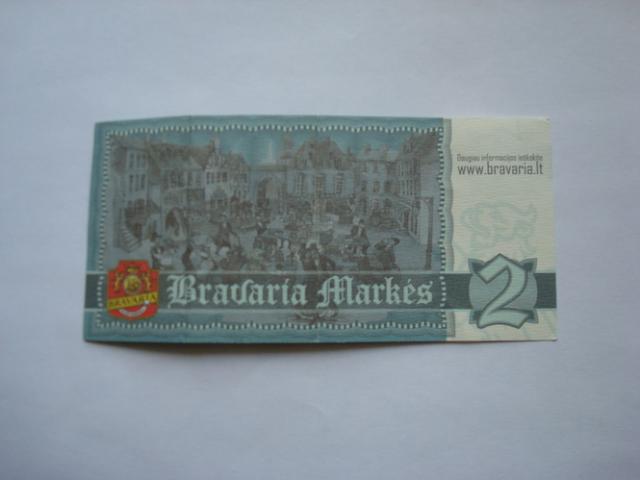 Daugiau informacijos ieškokite
www.bravaria.lt
BRAVARIA
Bravaria Markės
2